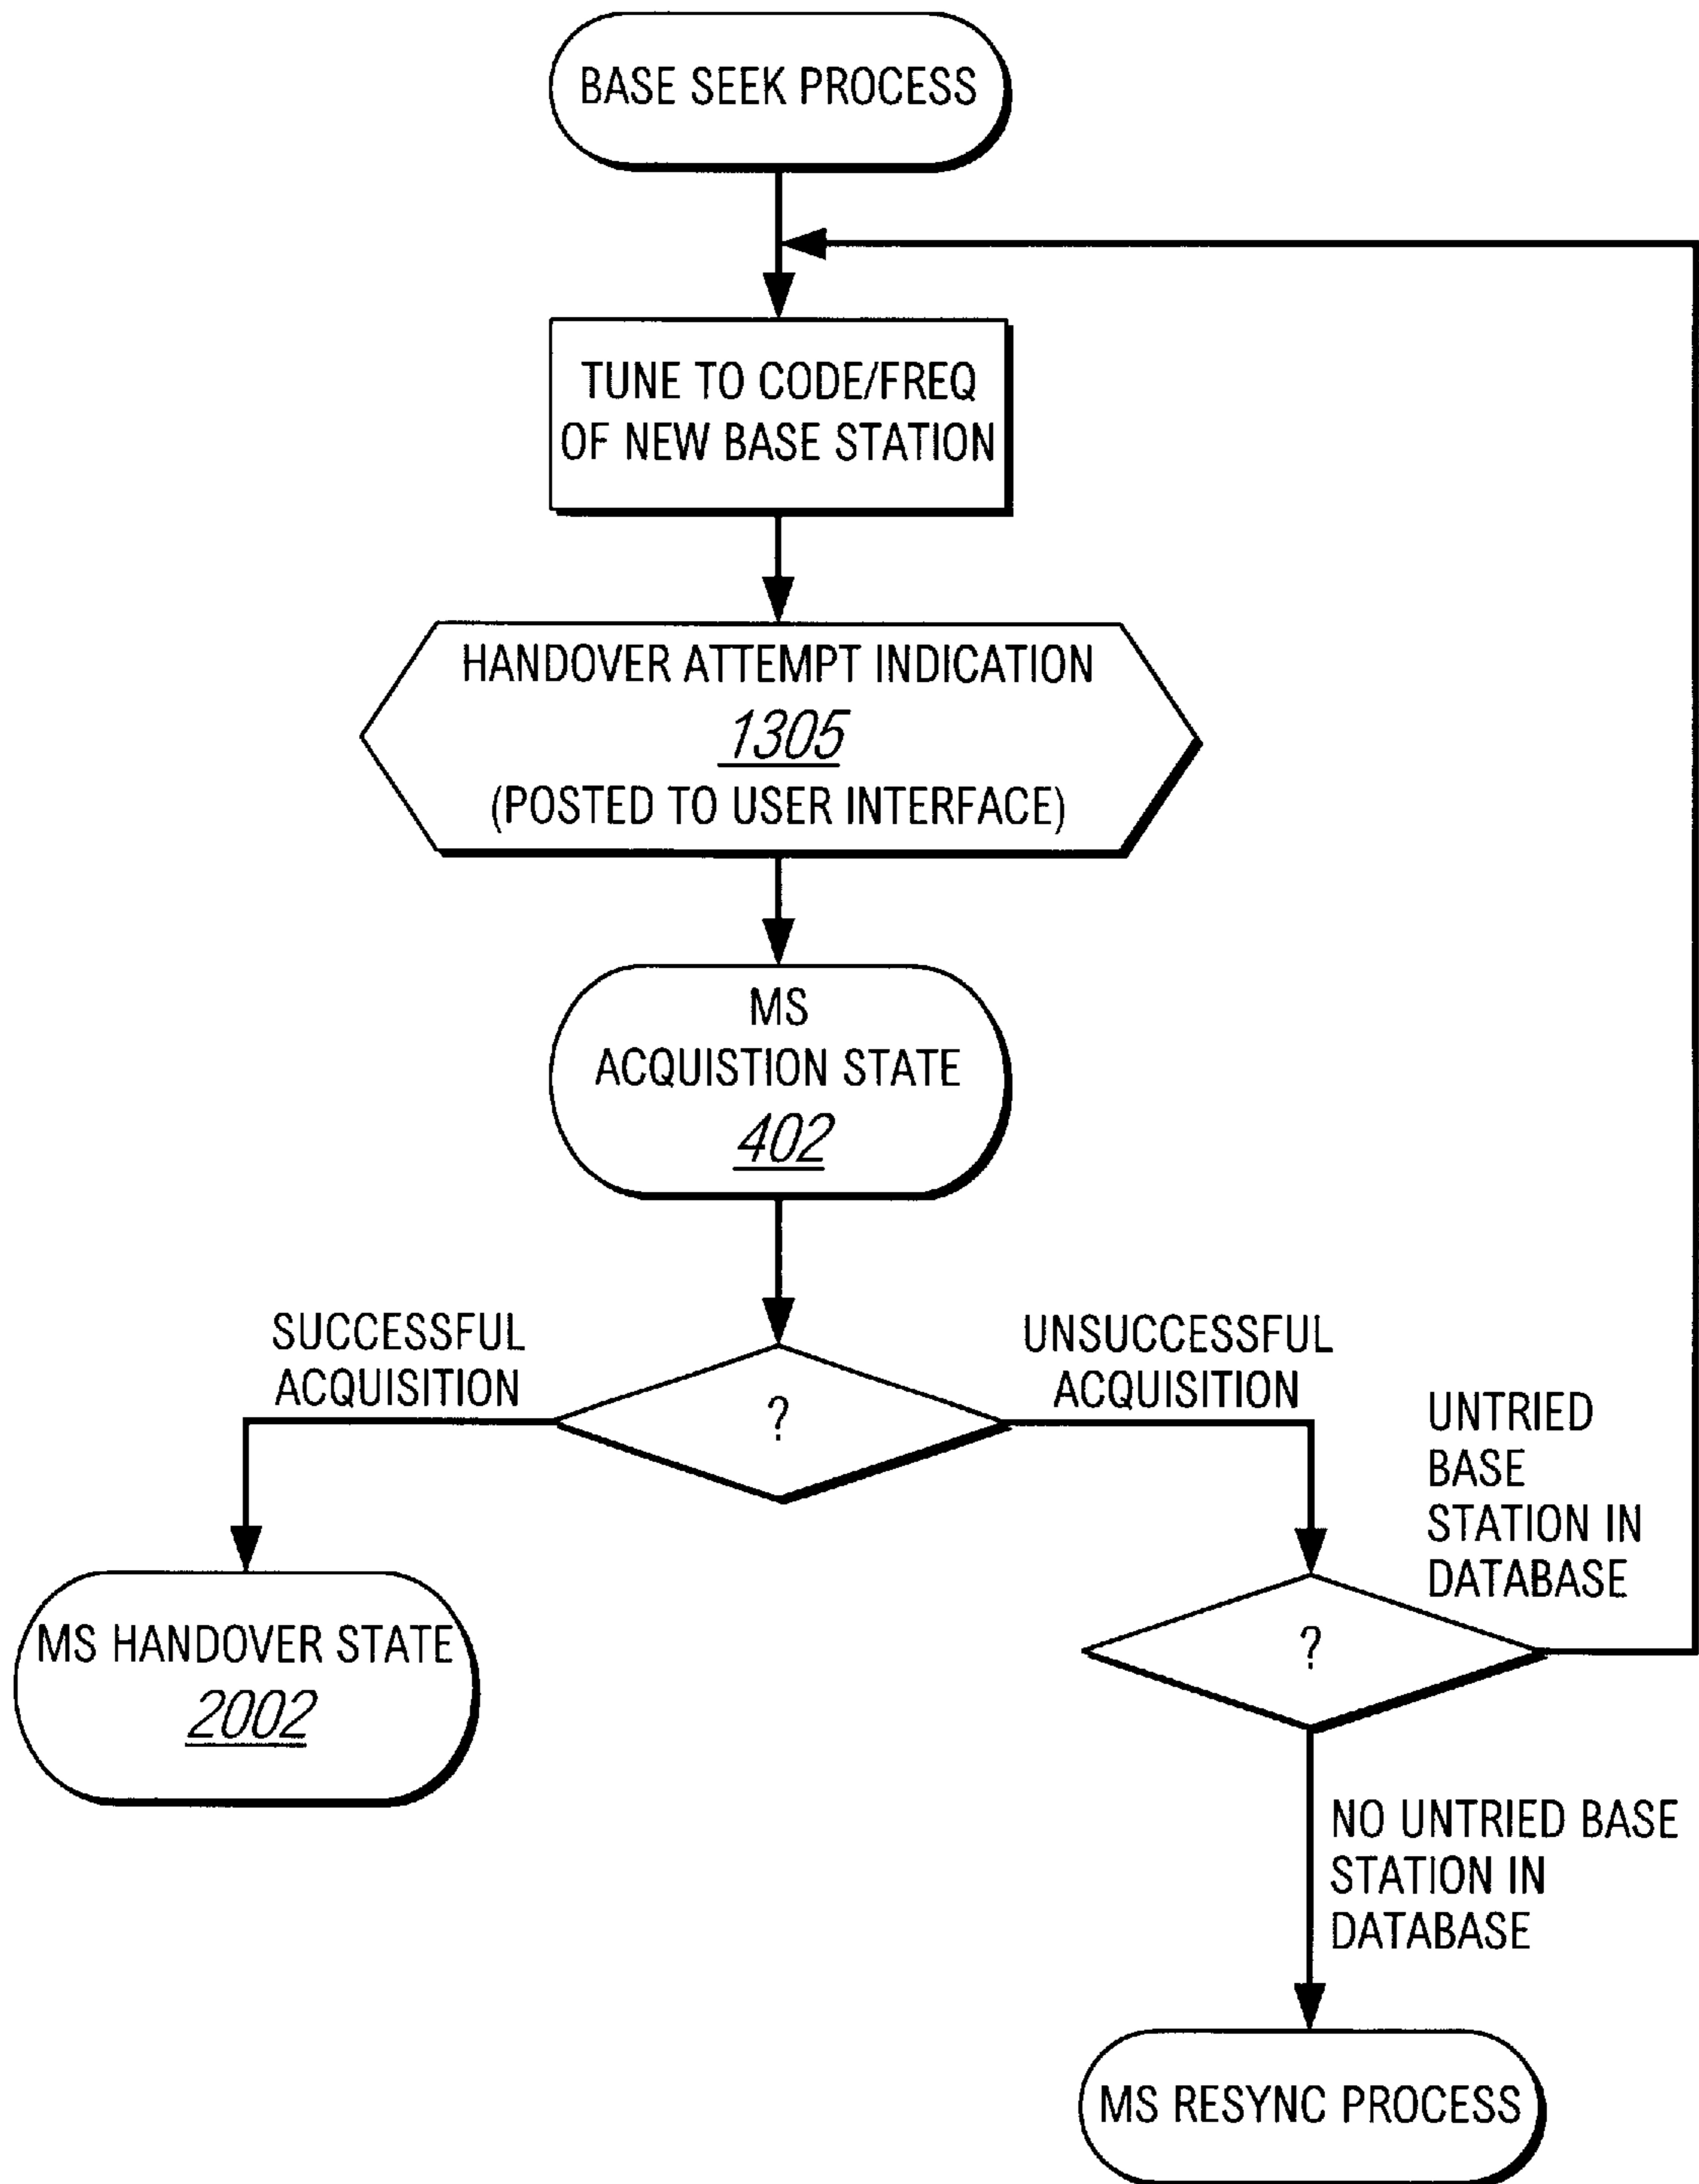 BASE SEEK PROCESS
TUNE TO CODE/FREQ
OF NEW BASE STATION
HANDOVER ATTEMPT INDICATION
1305
(POSTED TO USER INTERFACE)
MS
ACQUISTION STATE
402
SUCCESSFUL
ACQUISITION
?
UNSUCCESSFUL
ACQUISITION
UNTRIED
BASE
STATION IN
DATABASE
MS HANDOVER STATE
2002
?
NO UNTRIED BASE
STATION IN
DATABASE
MS RESYNC PROCESS